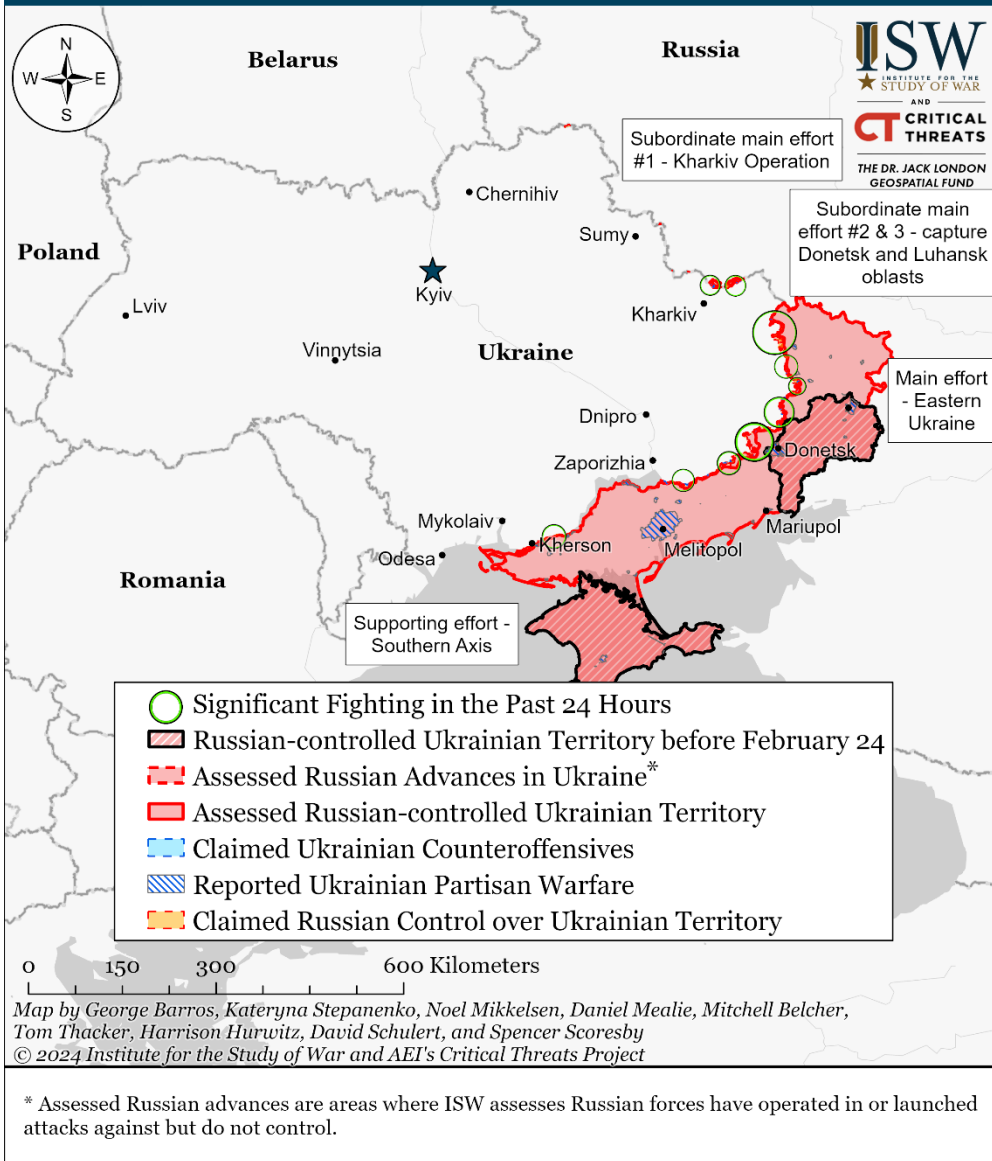 N
W
E
S
Belarus
Russia
ISW
INSTITUTE FOR THE
STUDY OF WAR
AND
CT CRITICAL
THREATS
THE DR. JACK LONDON
GEOSPATIAL FUND
Subordinate main effort
#1 - Kharkiv Operation
Subordinate main
effort #2 & 3 - capture
Donetsk and Luhansk
oblasts
Chernihiv
Sumy
Poland
Kyiv
Lviv
Kharkiv
Vinnytsia
Ukraine
Main effort
- Eastern
Ukraine
Dnipro
Donetsk
Zaporizhia
Mykolaiv
Mariupol
Kherson
Melitopol
Odesa
Romania
Supporting effort -
Southern Axis
Significant Fighting in the Past 24 Hours
Russian-controlled Ukrainian Territory before February 24
Assessed Russian Advances in Ukraine*
Assessed Russian-controlled Ukrainian Territory
Claimed Ukrainian Counteroffensives
Reported Ukrainian Partisan Warfare
Claimed Russian Control over Ukrainian Territory
0 150 300 600 Kilometers
Map by George Barros, Kateryna Stepanenko, Noel Mikkelsen, Daniel Mealie, Mitchell Belcher,
Tom Thacker, Harrison Hurwitz, David Schulert, and Spencer Scoresby
© 2024 Institute for the Study of War and AEI's Critical Threats Project
* Assessed Russian advances are areas where ISW assesses Russian forces have operated in or launched
attacks against but do not control.